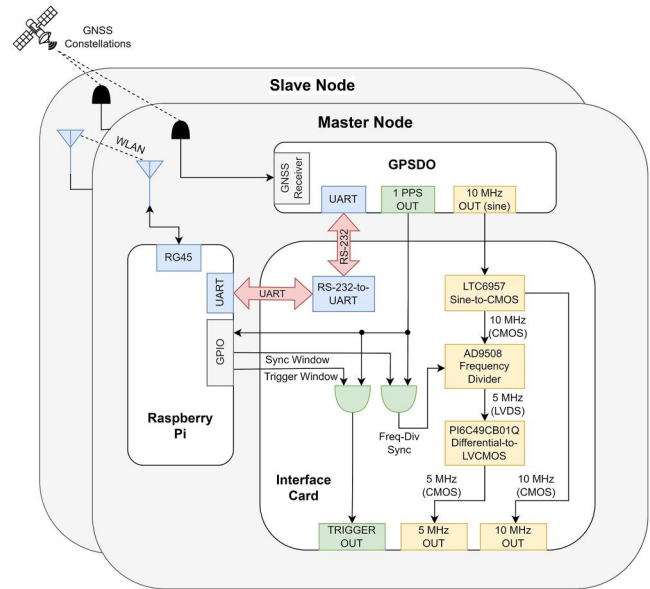 GNSS
Constellations
Slave Node
Master Node
WLAN
GPSDO
GNSS
Receiver
UART
1 PPS
OUT
10 MHz
OUT (sine)
RS-232
RG45
UART
UART
RS-232-to-
UART
LTC6957
Sine-to-CMOS
10 MHz
(CMOS)
GPIO
Sync Window
Trigger Window
AD9508
Frequency
Divider
5 MHz
(LVDS)
Raspberry
Pi
Freq-Div
Sync
PI6C49CB01Q
Differential-to-
LVCMOS
Interface
Card
5 MHz
(CMOS)
10 MHz
(CMOS)
TRIGGER
OUT
5 MHz
OUT
10 MHz
OUT